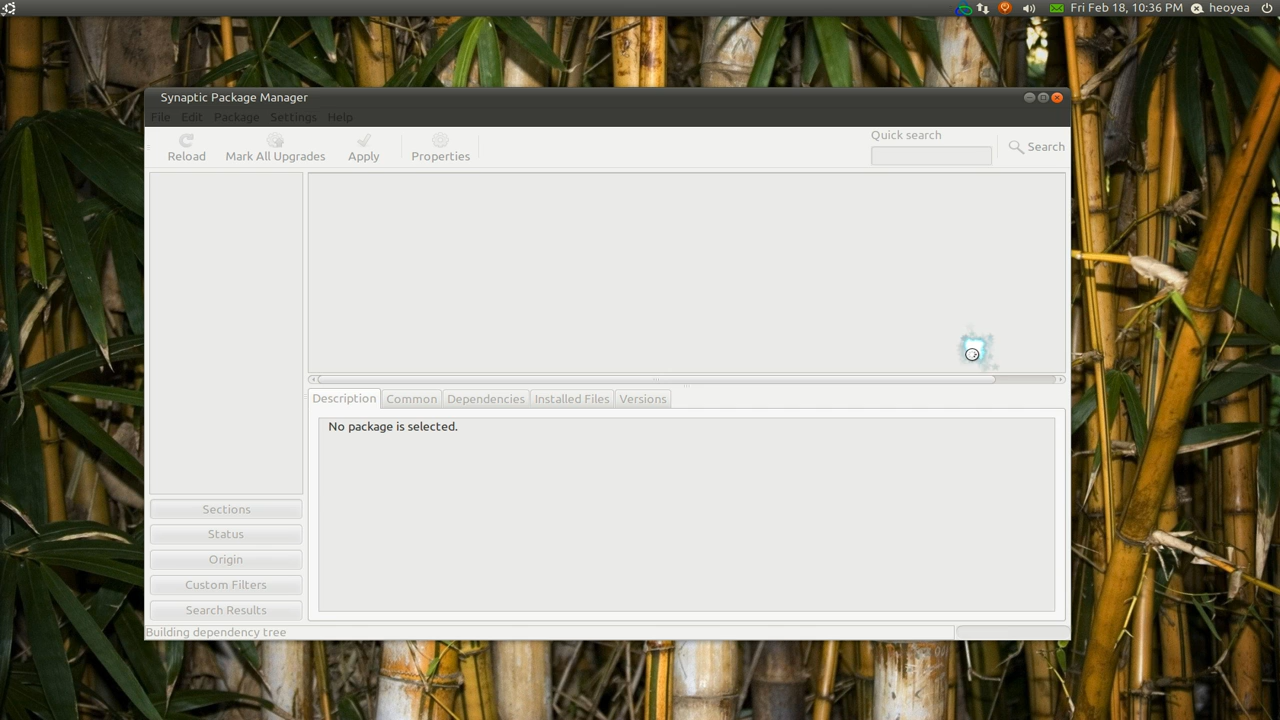 Fri Feb 18, 10:36 PM heoyea
Synaptic Package Manager
File Edit Package Settings Help
Reload Mark All Upgrades Apply Properties Quick search Search
Description Common Dependencies Installed Files Versions
No package is selected.
Sections
Status
Origin
Custom Filters
Search Results
Building dependency tree